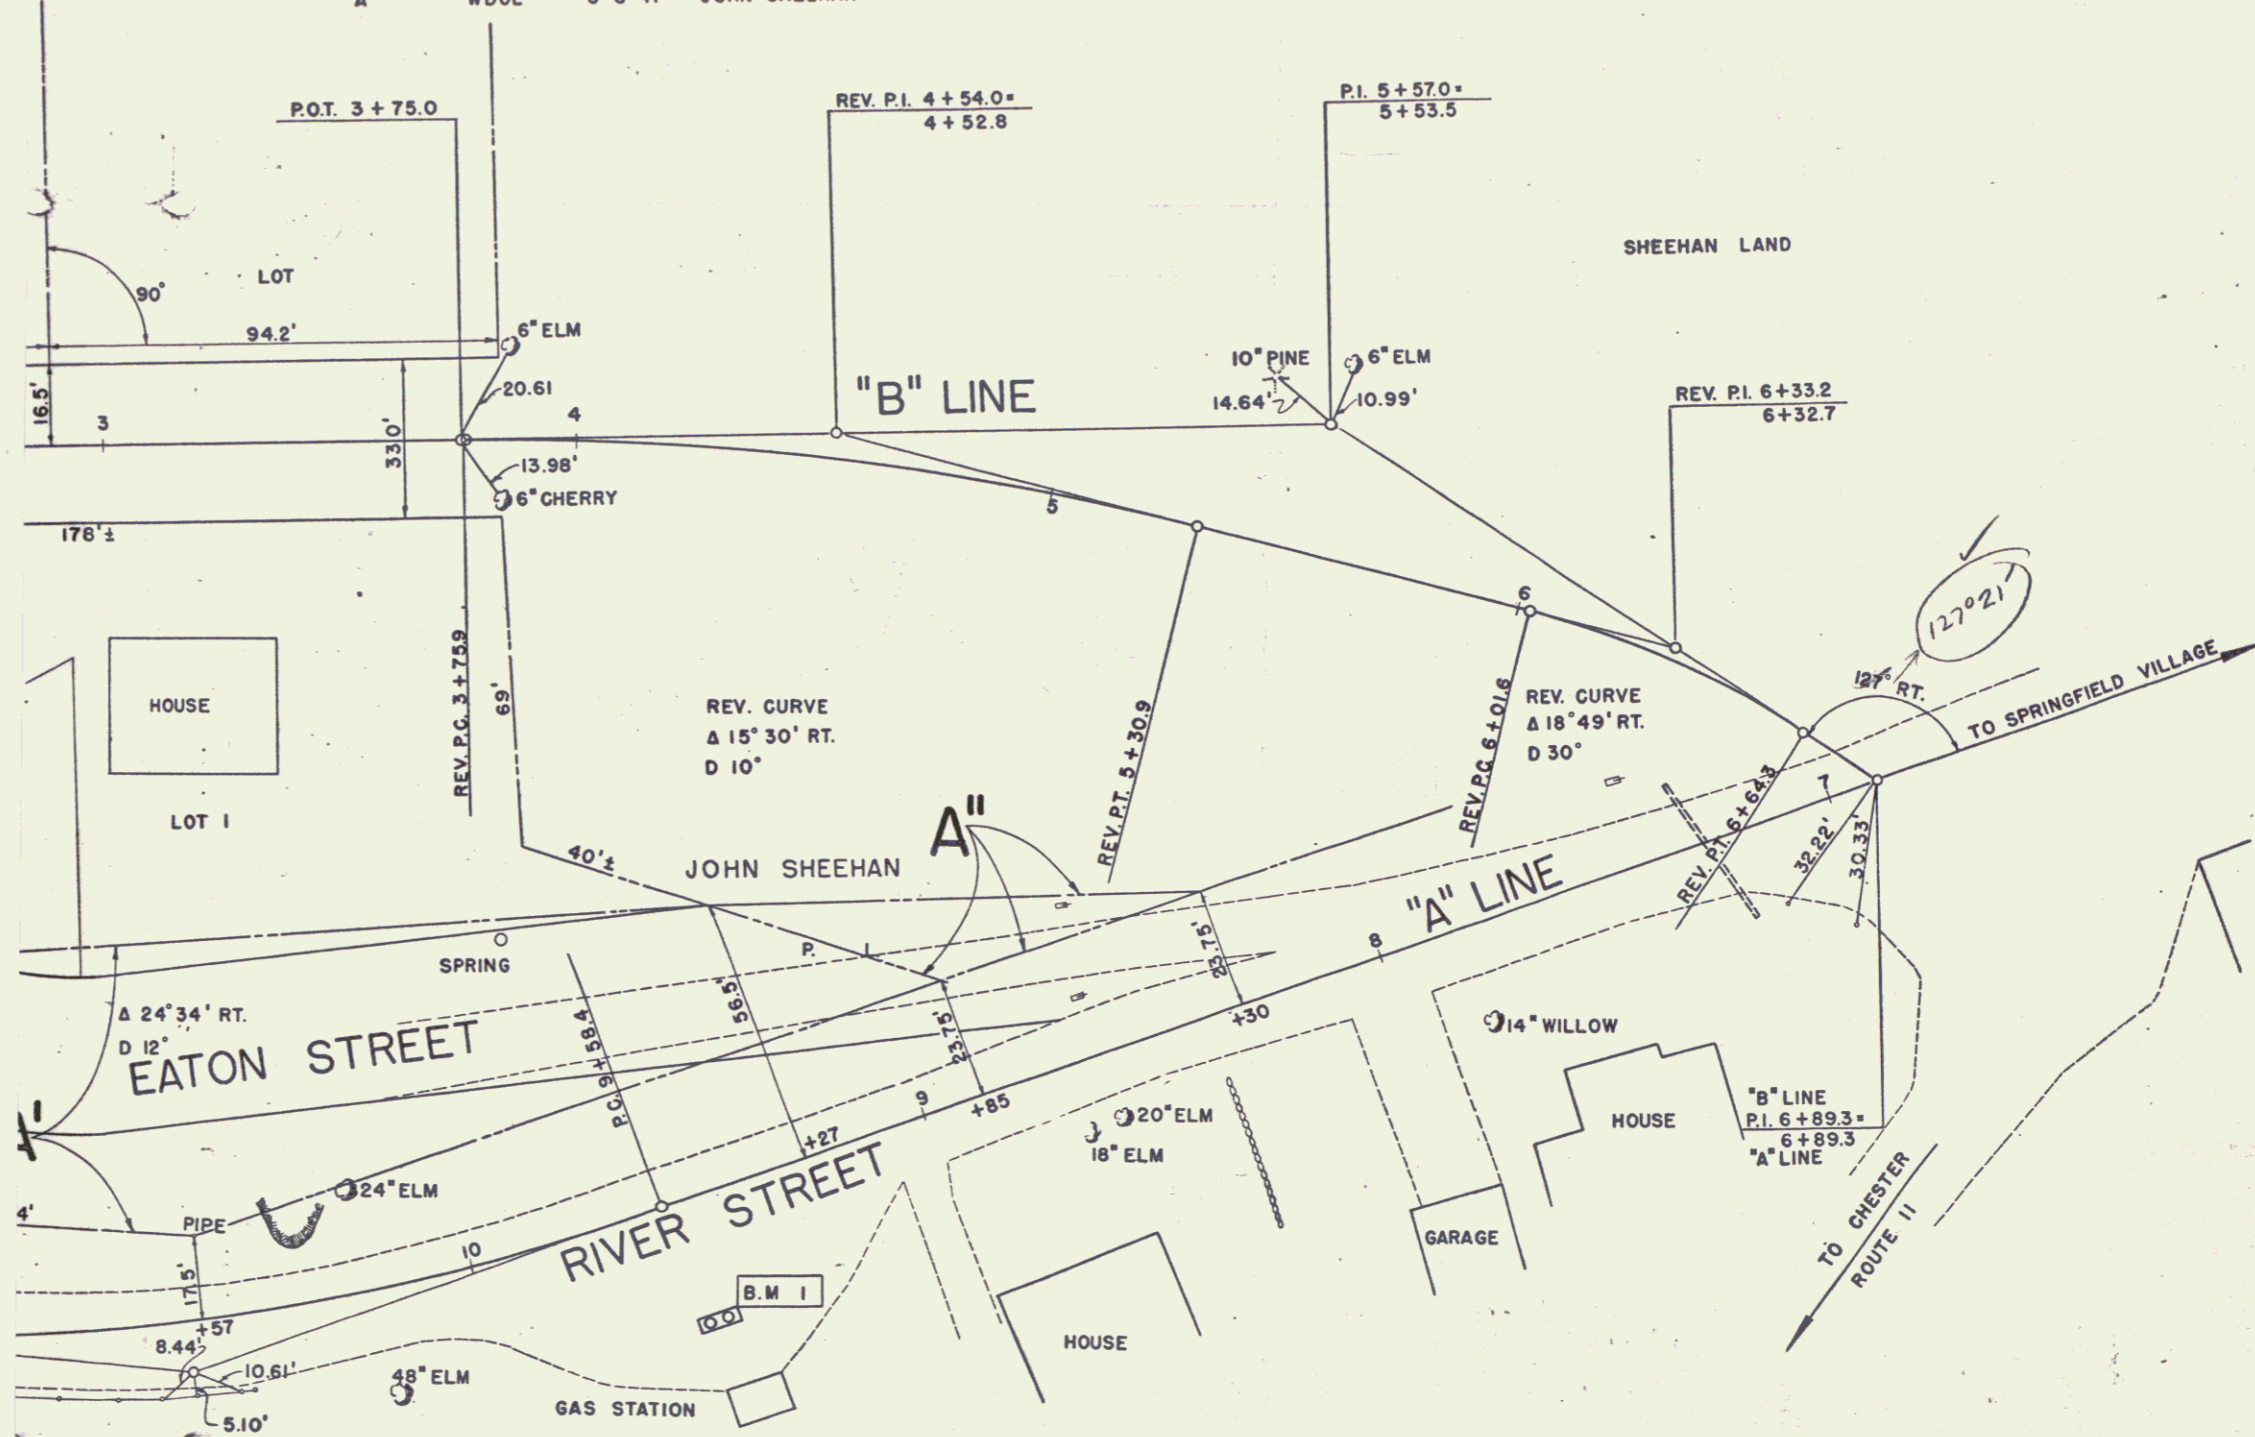 P.O.T. 3 + 75.0
REV. P.I. 4 + 54.0 =
4 + 52.8
P.I. 5 + 57.0 =
5 + 53.5
SHEEHAN LAND
LOT
90°
94.2'
6" ELM
16.5'
3
33.0'
20.61
4
"B" LINE
10" PINE
6" ELM
14.64'
10.99'
REV. P.I. 6+33.2
6+32.7
13.98'
6" CHERRY
178'±
5
6
127°21'
127° RT.
TO SPRINGFIELD VILLAGE
HOUSE
LOT 1
REV. P.C. 3+75.9
69'
REV. CURVE
Δ 15° 30' RT.
D 10°
REV. P.T. 5+30.9
REV. P.C. 6+01.6
REV. CURVE
Δ 18°49' RT.
D 30°
REV. P.T. 6+64.3
7
32.22'
30.33'
40'±
JOHN SHEEHAN
A"
"A" LINE
SPRING
P. L
Δ 24°34' RT.
D 12°
EATON STREET
P.C. 9+58.4
56.5'
23.75'
23.75'
8
+30
14" WILLOW
9
+85
+27
20" ELM
18" ELM
HOUSE
"B" LINE
P.I. 6+89.3 =
6+89.3
"A" LINE
TO CHESTER
ROUTE 11
A'
24" ELM
4'
PIPE
RIVER STREET
10
17.5'
+57
GARAGE
B.M 1
HOUSE
8.44'
10.61'
5.10'
48" ELM
GAS STATION